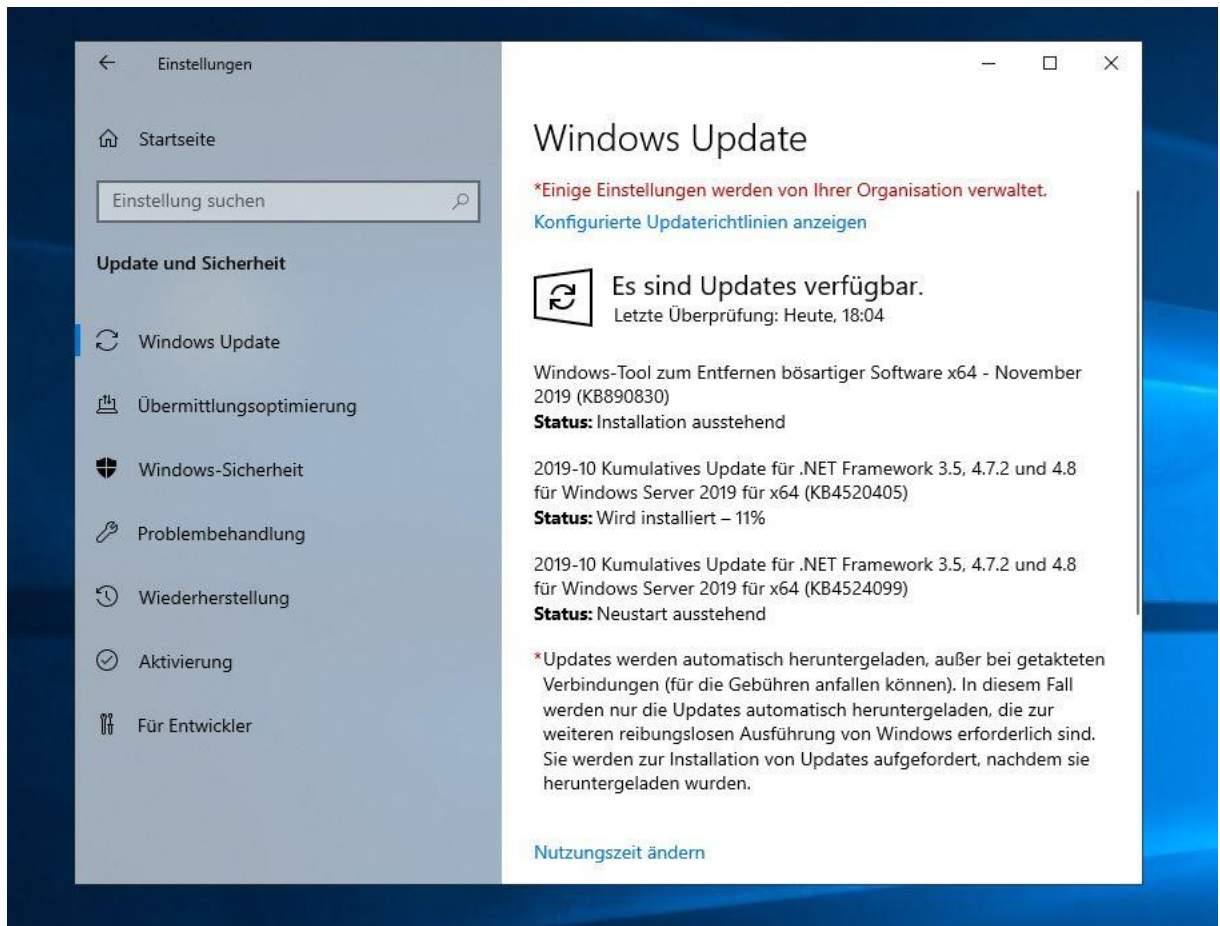 Einstellungen
Startseite
Einstellung suchen
Update und Sicherheit
Windows Update
Übermittlungsoptimierung
Windows-Sicherheit
Problembehandlung
Wiederherstellung
Aktivierung
Für Entwickler
Windows Update
*Einige Einstellungen werden von Ihrer Organisation verwaltet.
Konfigurierte Updaterichtlinien anzeigen
Es sind Updates verfügbar.
Letzte Überprüfung: Heute, 18:04
Windows-Tool zum Entfernen bösartiger Software x64 - November
2019 (KB890830)
Status: Installation ausstehend
2019-10 Kumulatives Update für .NET Framework 3.5, 4.7.2 und 4.8
für Windows Server 2019 für x64 (KB4520405)
Status: Wird installiert – 11%
2019-10 Kumulatives Update für .NET Framework 3.5, 4.7.2 und 4.8
für Windows Server 2019 für x64 (KB4524099)
Status: Neustart ausstehend
*Updates werden automatisch heruntergeladen, außer bei getakteten
Verbindungen (für die Gebühren anfallen können). In diesem Fall
werden nur die Updates automatisch heruntergeladen, die zur
weiteren reibungslosen Ausführung von Windows erforderlich sind.
Sie werden zur Installation von Updates aufgefordert, nachdem sie
heruntergeladen wurden.
Nutzungszeit ändern